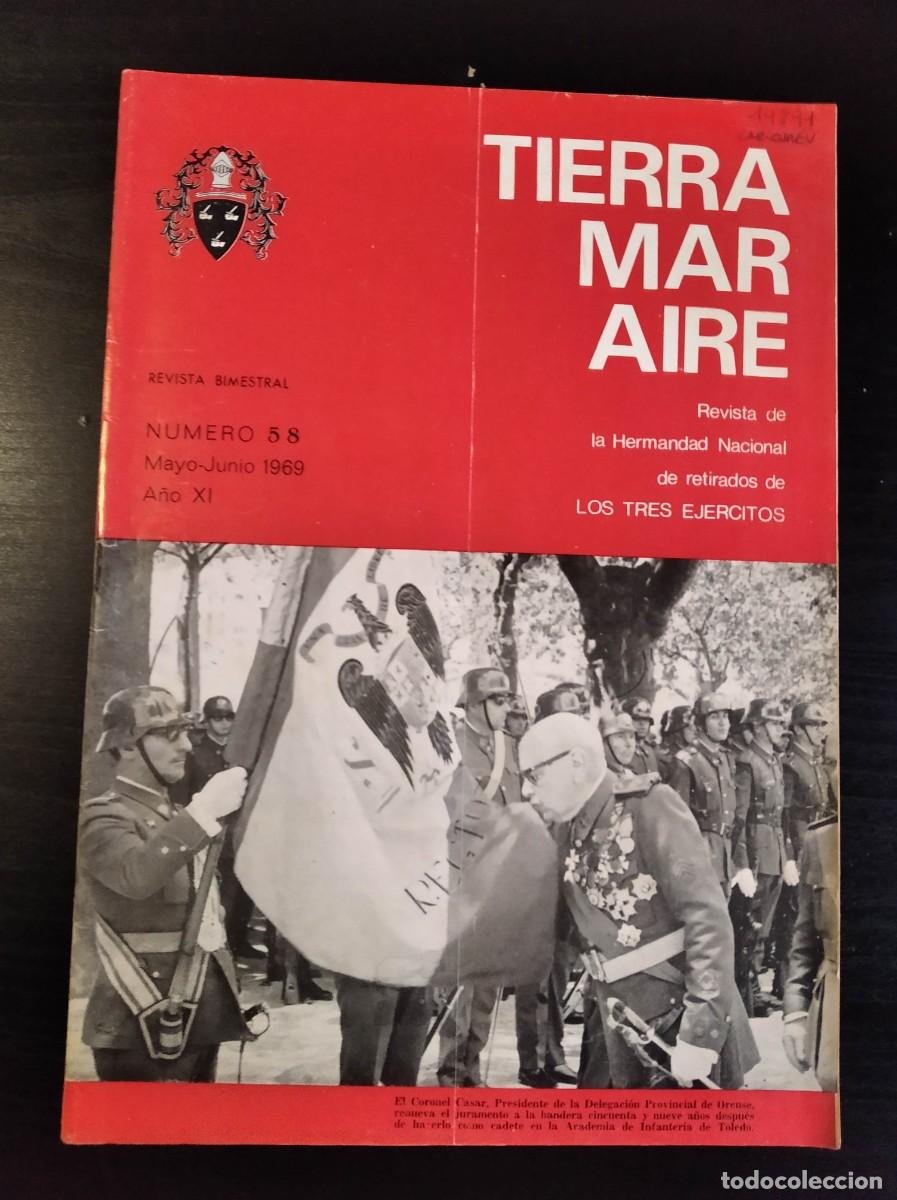 TIERRA
MAR
AIRE
Revista de
la Hermandad Nacional
de retirados de
LOS TRES EJERCITOS
REVISTA BIMESTRAL
NUMERO 58
Mayo-Junio 1969
Año XI
El Coronel Casar, Presidente de la Delegación Provincial de Orense,
renueva el juramento a la bandera cincuenta y nueve años después
de hacerlo como cadete en la Academia de Infantería de Toledo.
todocoleccion